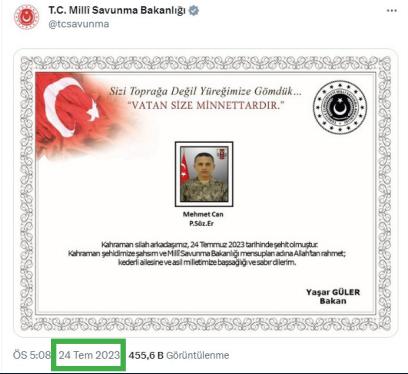 T.C. Millî Savunma Bakanlığı
@tcsavunma
Sizi Toprağa Değil Yüreğimize Gömdük...
“VATAN SİZE MİNNETTARDIR.”
Mehmet Can
P.Söz.Er
Kahraman silah arkadaşımız, 24 Temmuz 2023 tarihinde şehit olmuştur.
Kahraman şehidimize şahsım ve Millî Savunma Bakanlığı mensupları adına Allah'tan rahmet;
kederli ailesine ve asil milletimize başsağlığı ve sabır dilerim.
Yaşar GÜLER
Bakan
ÖS 5:08 24 Tem 2023 455,6 B Görüntülenme